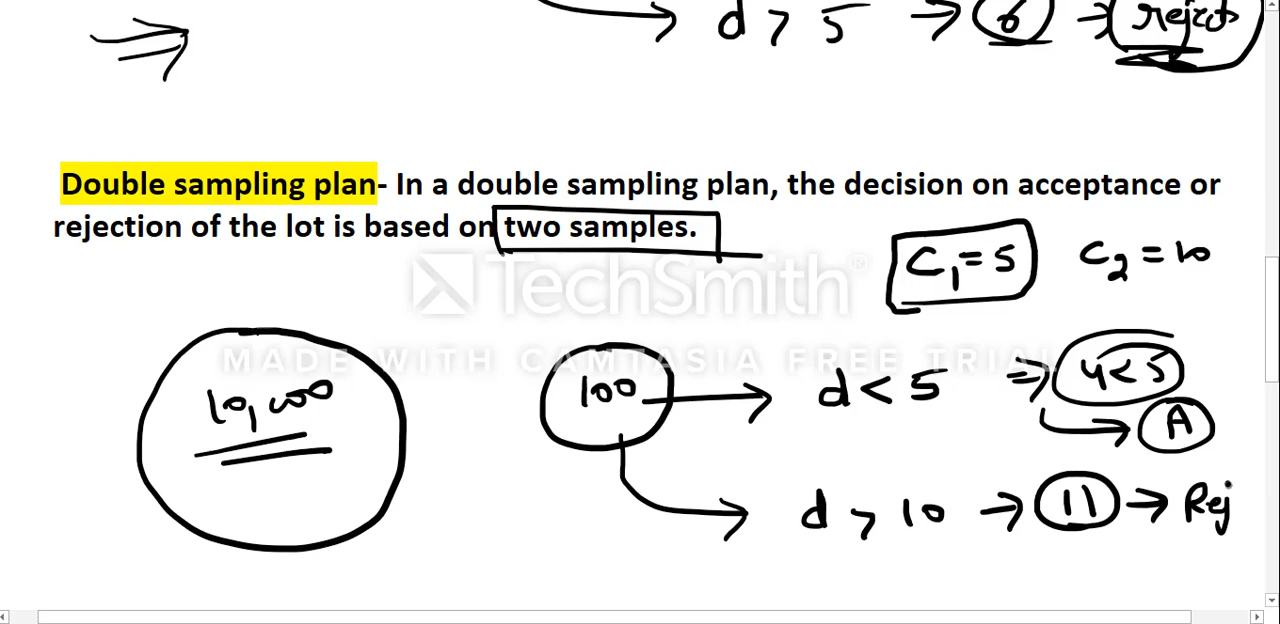 d > 5 ⇒ 6 → reject
Double sampling plan- In a double sampling plan, the decision on acceptance or
rejection of the lot is based on two samples.
C1=5 C2=10
TechSmith®
MADE WITH CAMTASIA FREE TRIAL
10,000
100 → d < 5 ⇒ 4<5
→ A
→ d > 10 → 11 → Rej